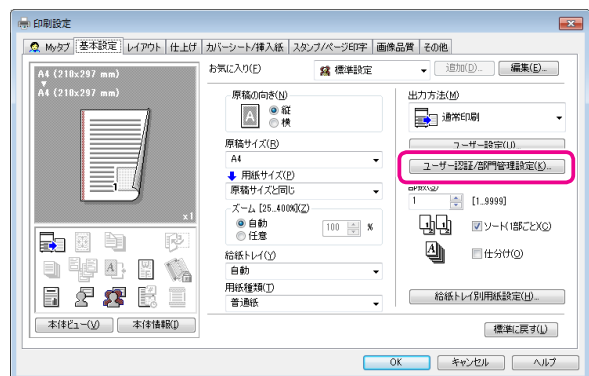 印刷設定
Myタブ 基本設定 レイアウト 仕上げ カバーシート/挿入紙 スタンプ/ページ印字 画像品質 その他
A4 (210x297 mm)
A4 (210x297 mm)
1
x1
本体ビュー(V) 本体情報(I)
お気に入り(F) 標準設定 追加(D)... 編集(E)...
原稿の向き(N)
A
縦
横
原稿サイズ(R)
A4
用紙サイズ(P)
原稿サイズと同じ
ズーム [25..400%](Z)
自動
任意
100 %
給紙トレイ(Y)
自動
用紙種類(T)
普通紙
出力方法(M)
通常印刷
ユーザー設定(U)...
ユーザー認証/部門管理設定(K)...
部数(S)
1 [1..9999]
ソート(1部ごと)(C)
仕分け(O)
給紙トレイ別用紙設定(H)...
標準に戻す(L)
OK キャンセル ヘルプ